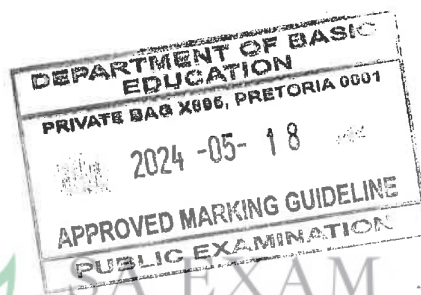 DEPARTMENT OF BASIC
EDUCATION
PRIVATE BAG X895, PRETORIA 0001
2024 -05- 18
APPROVED MARKING GUIDELINE
PUBLIC EXAMINATION
SA EXAM